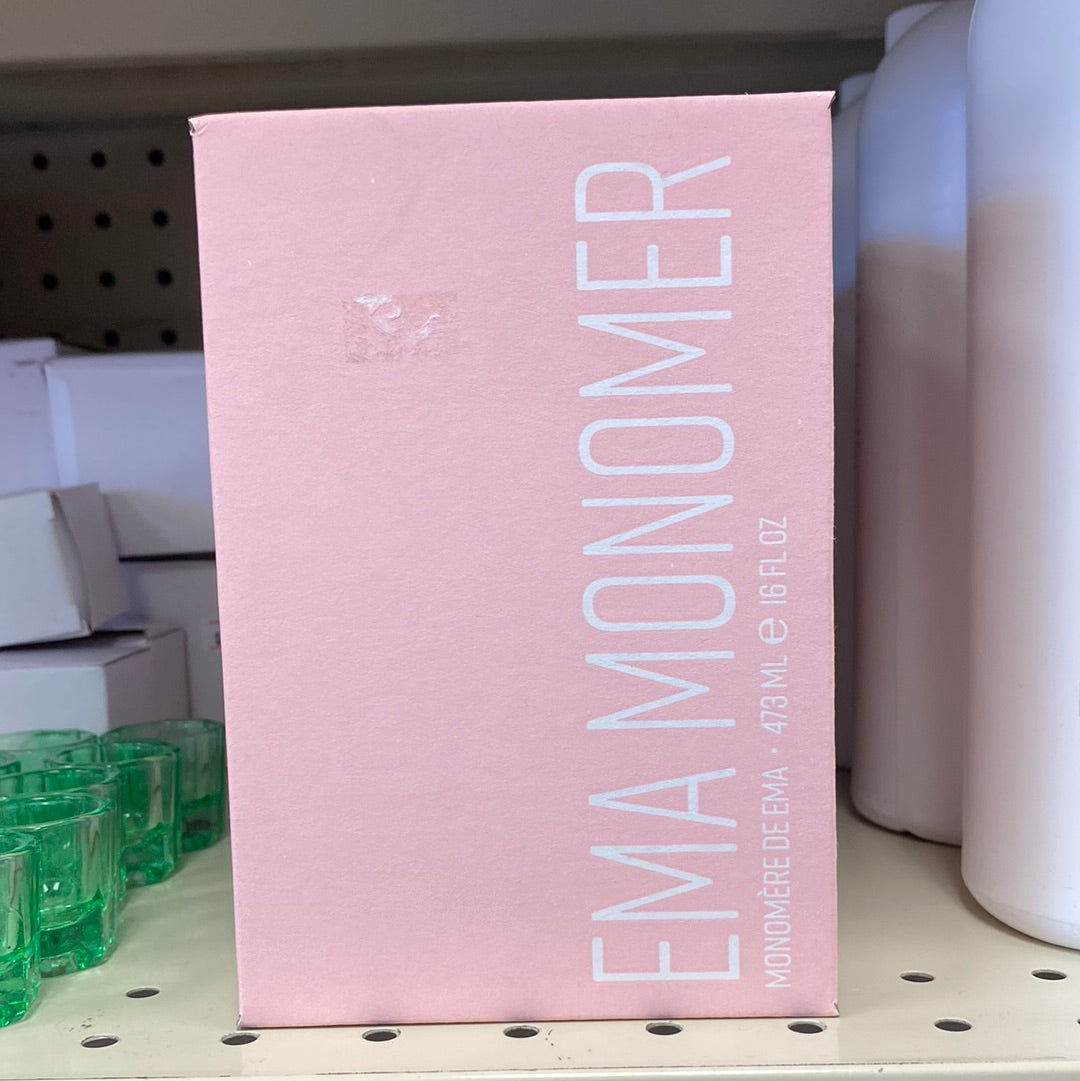 EMA MONOMER
MONOMÈRE DE EMA • 473 ML ℮ 16 FL OZ